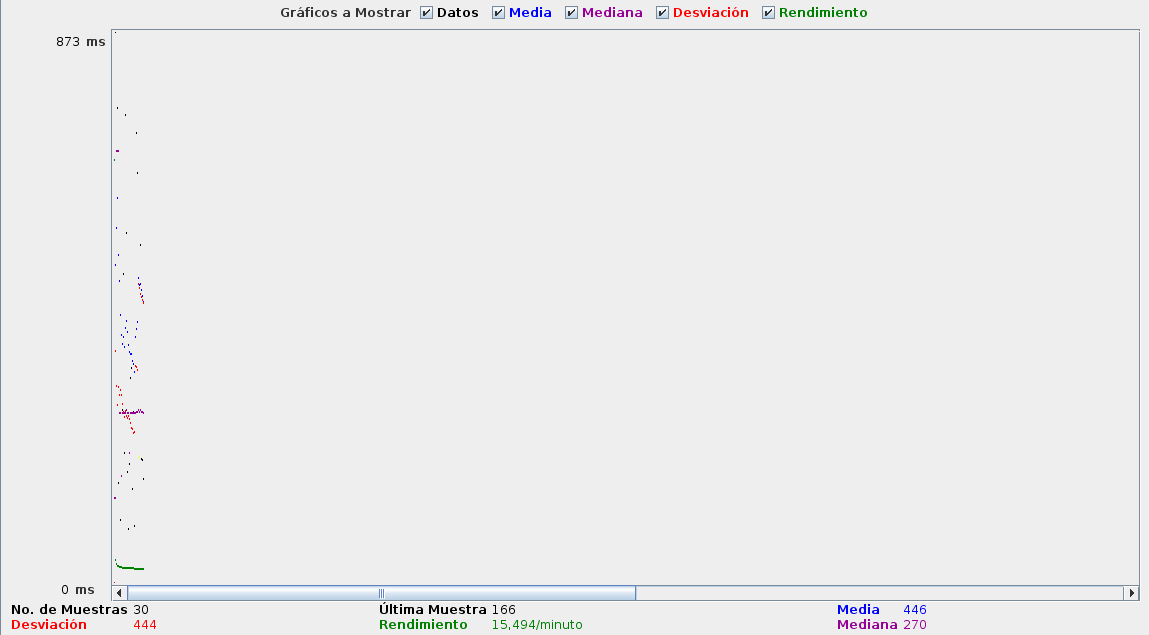 Gráficos a Mostrar Datos Media Mediana Desviación Rendimiento
873 ms
0 ms
No. de Muestras 30 Última Muestra 166 Media 446
Desviación 444 Rendimiento 15,494/minuto Mediana 270